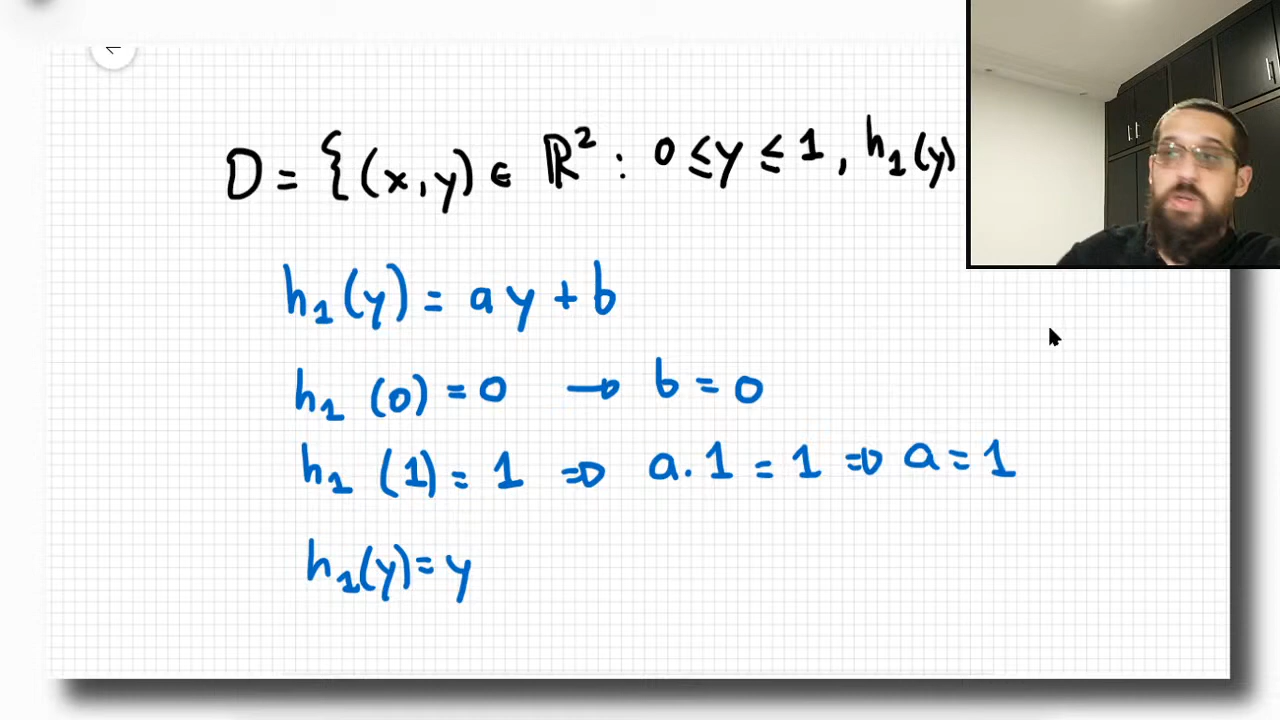 D = {(x,y) ∈ ℝ² : 0 ≤ y ≤ 1, h₁(y)
h₁(y) = ay + b
h₁(0) = 0 → b = 0
h₁(1) = 1 ⇒ a.1 = 1 ⇒ a = 1
h₁(y) = y